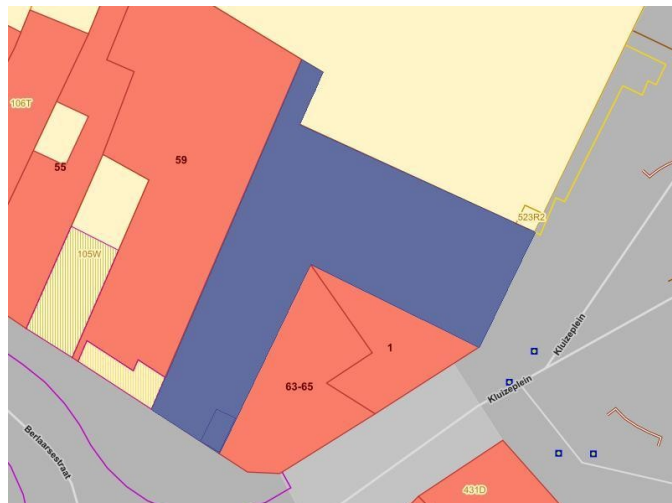 106T
55
59
105W
523R2
Kluizeplein
1
63-65
Kluizeplein
Berlaarsestraat
431D